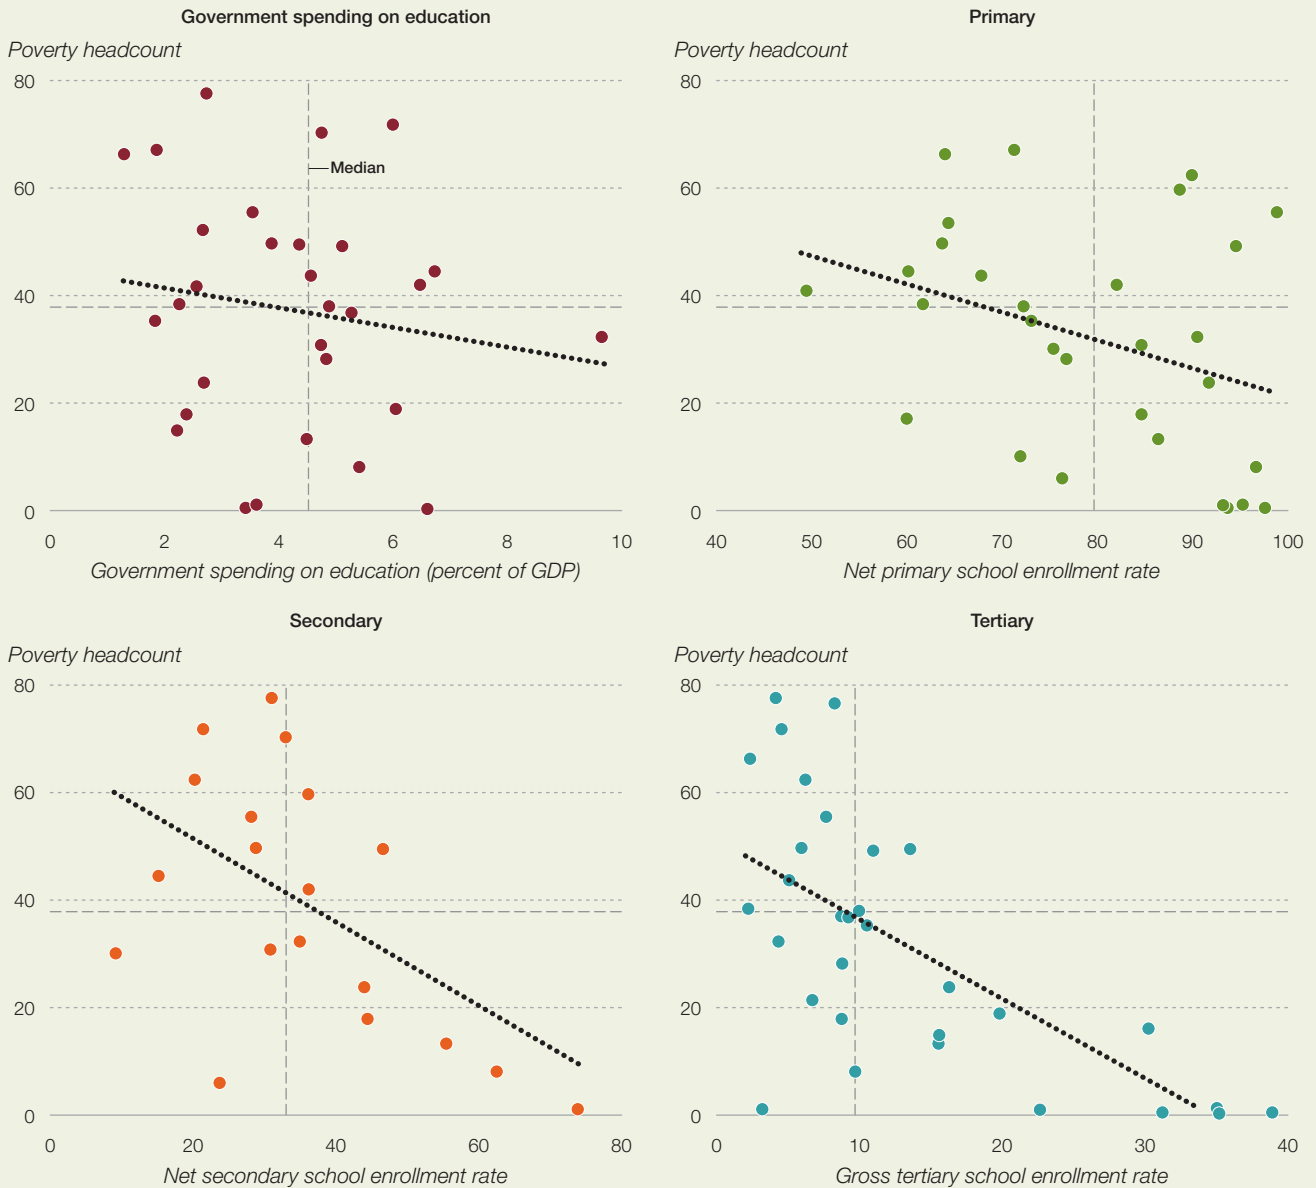 Government spending on education
Poverty headcount
80
60
40
20
0
Median
0 2 4 6 8 10
Government spending on education (percent of GDP)
Primary
Poverty headcount
80
60
40
20
0
40 50 60 70 80 90 100
Net primary school enrollment rate
Secondary
Poverty headcount
80
60
40
20
0
0 20 40 60 80
Net secondary school enrollment rate
Tertiary
Poverty headcount
80
60
40
20
0
0 10 20 30 40
Gross tertiary school enrollment rate